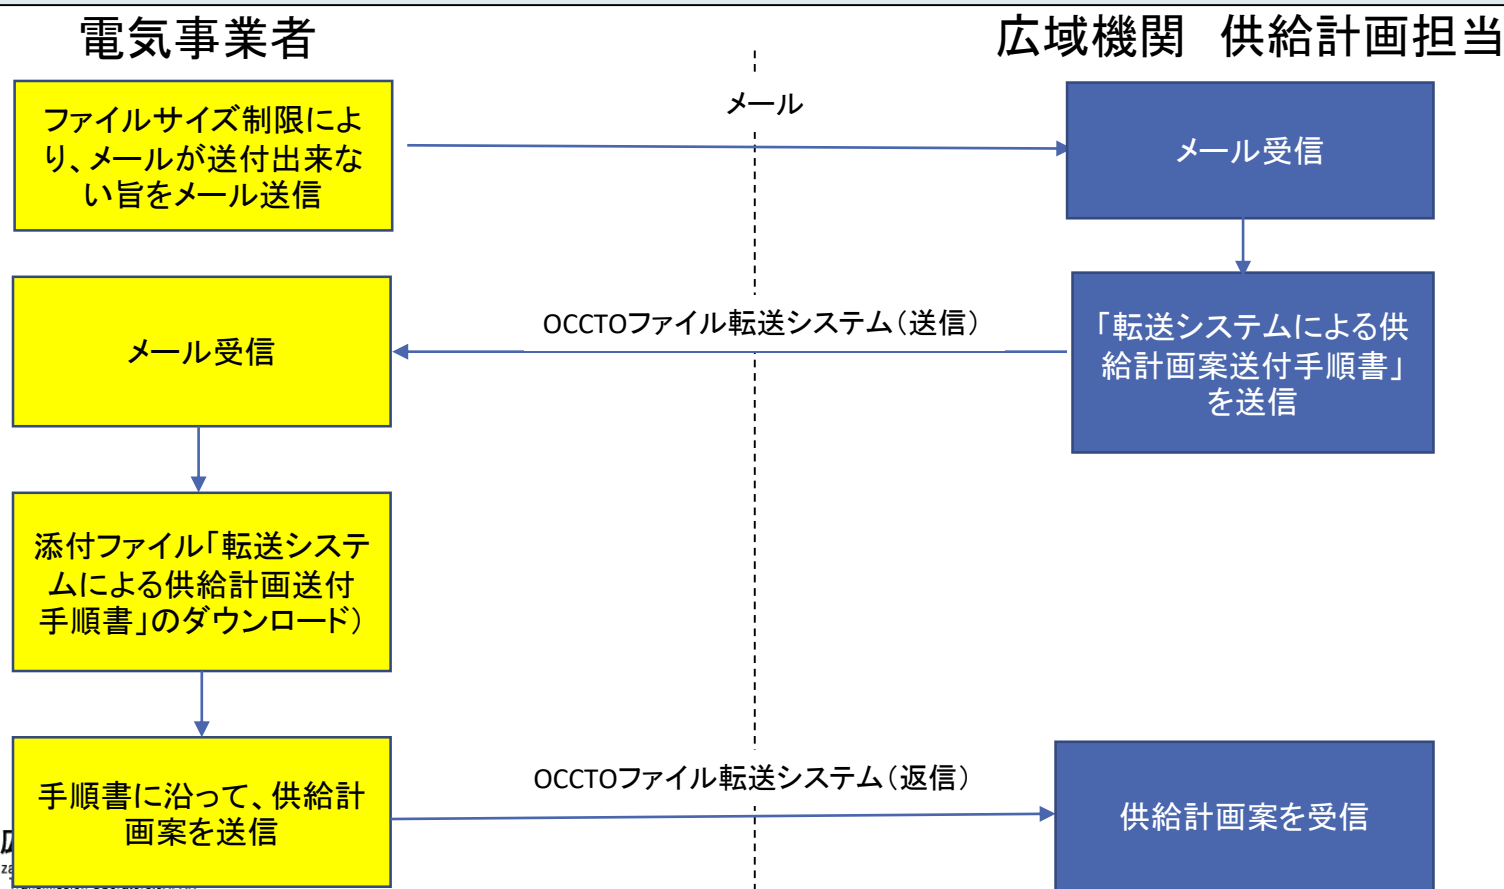 電気事業者
広域機関　供給計画担当
ファイルサイズ制限によ
り、メールが送付出来な
い旨をメール送信
メール
メール受信
メール受信
OCCTOファイル転送システム（送信）
「転送システムによる供
給計画案送付手順書」
を送信
添付ファイル「転送システ
ムによる供給計画送付
手順書」のダウンロード）
手順書に沿って、供給計
画案を送信
OCCTOファイル転送システム（返信）
供給計画案を受信